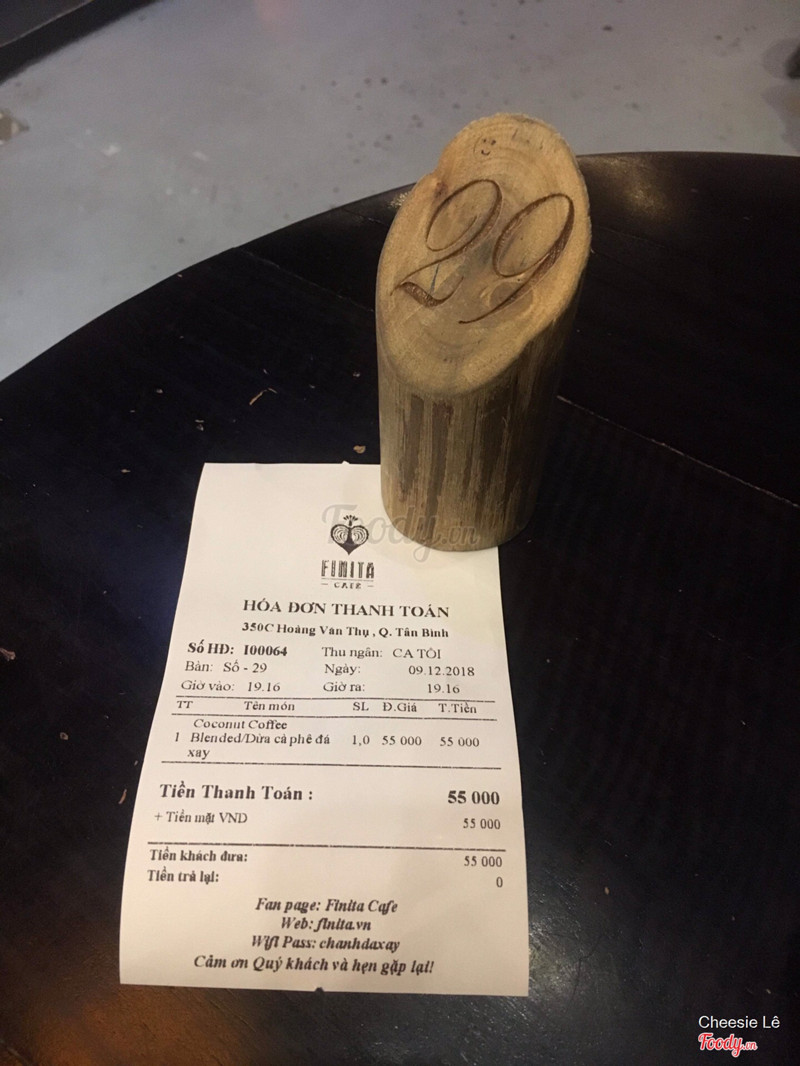 29
Foody.vn
FINITA
- CAFE -
HÓA ĐƠN THANH TOÁN
350C Hoàng Văn Thụ , Q. Tân Bình
Số HĐ: I00064 Thu ngân: CA TỐI
Bàn: Số - 29 Ngày: 09.12.2018
Giờ vào: 19.16 Giờ ra: 19.16
TT Tên món SL Đ.Giá T.Tiền
Coconut Coffee
1 Blended/Dừa cà phê đá 1,0 55 000 55 000
xay
Tiền Thanh Toán : 55 000
+ Tiền mặt VND 55 000
Tiền khách đưa: 55 000
Tiền trả lại: 0
Fan page: Finita Cafe
Web: finita.vn
Wifi Pass: chanhdaxay
Cảm ơn Quý khách và hẹn gặp lại!
Cheesie Lê
Foody.vn